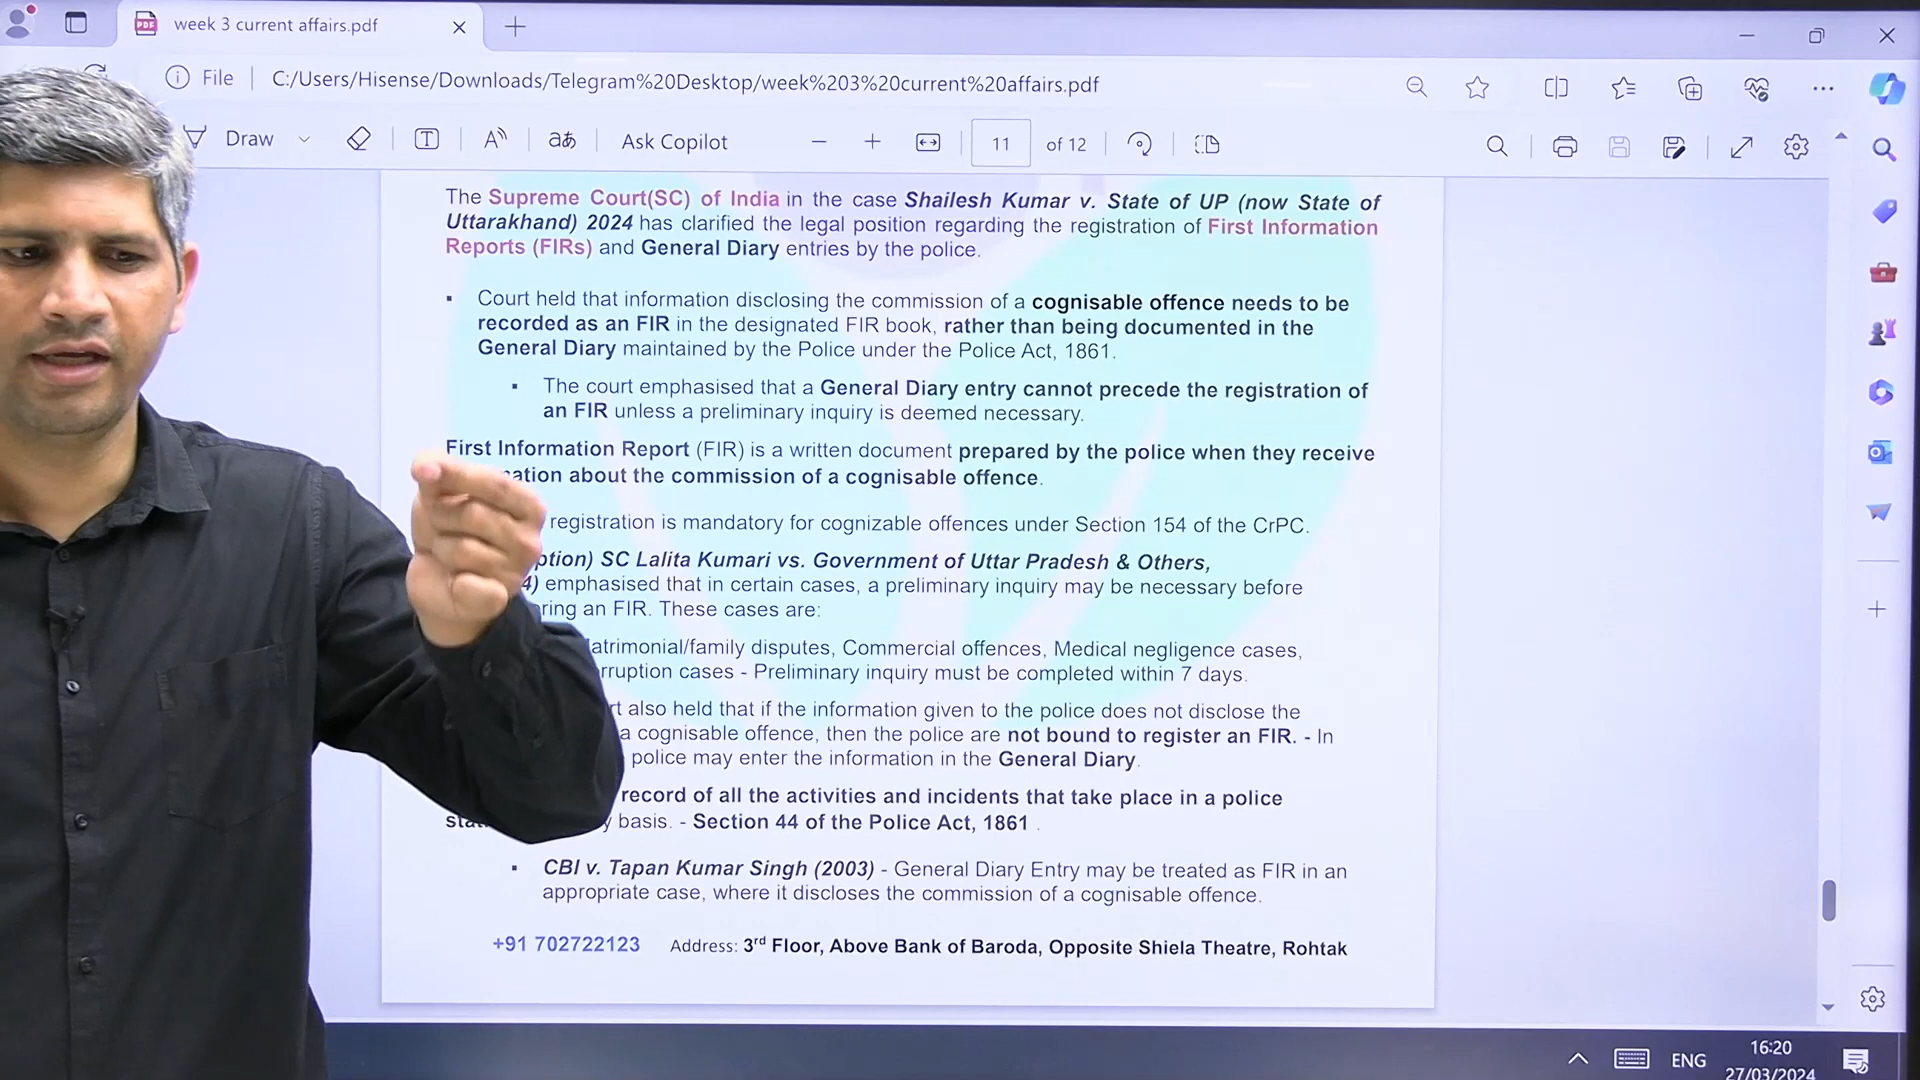 week 3 current affairs.pdf
File
C:/Users/Hisense/Downloads/Telegram%20Desktop/week%203%20current%20affairs.pdf
Draw
Ask Copilot
11 of 12
The Supreme Court(SC) of India in the case Shailesh Kumar v. State of UP (now State of
Uttarakhand) 2024 has clarified the legal position regarding the registration of First Information
Reports (FIRs) and General Diary entries by the police.
▪ Court held that information disclosing the commission of a cognisable offence needs to be
recorded as an FIR in the designated FIR book, rather than being documented in the
General Diary maintained by the Police under the Police Act, 1861.
▪ The court emphasised that a General Diary entry cannot precede the registration of
an FIR unless a preliminary inquiry is deemed necessary.
First Information Report (FIR) is a written document prepared by the police when they receive
ation about the commission of a cognisable offence.
registration is mandatory for cognizable offences under Section 154 of the CrPC.
ption) SC Lalita Kumari vs. Government of Uttar Pradesh & Others,
4) emphasised that in certain cases, a preliminary inquiry may be necessary before
ring an FIR. These cases are:
atrimonial/family disputes, Commercial offences, Medical negligence cases,
rruption cases - Preliminary inquiry must be completed within 7 days.
rt also held that if the information given to the police does not disclose the
a cognisable offence, then the police are not bound to register an FIR. - In
police may enter the information in the General Diary.
record of all the activities and incidents that take place in a police
basis. - Section 44 of the Police Act, 1861 .
▪ CBI v. Tapan Kumar Singh (2003) - General Diary Entry may be treated as FIR in an
appropriate case, where it discloses the commission of a cognisable offence.
+91 702722123 Address: 3rd Floor, Above Bank of Baroda, Opposite Shiela Theatre, Rohtak
ENG
16:20
27/03/2024